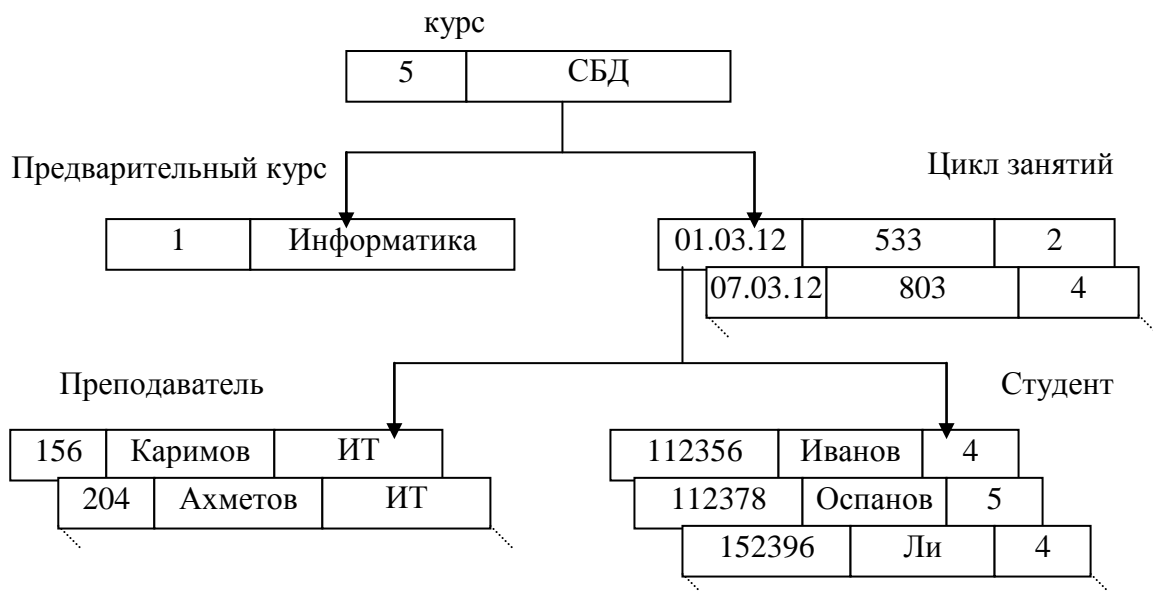 курс
5 СБД
Предварительный курс Цикл занятий
1 Информатика 01.03.12 533 2
07.03.12 803 4
Преподаватель Студент
156 Каримов ИТ 112356 Иванов 4
204 Ахметов ИТ 112378 Оспанов 5
152396 Ли 4